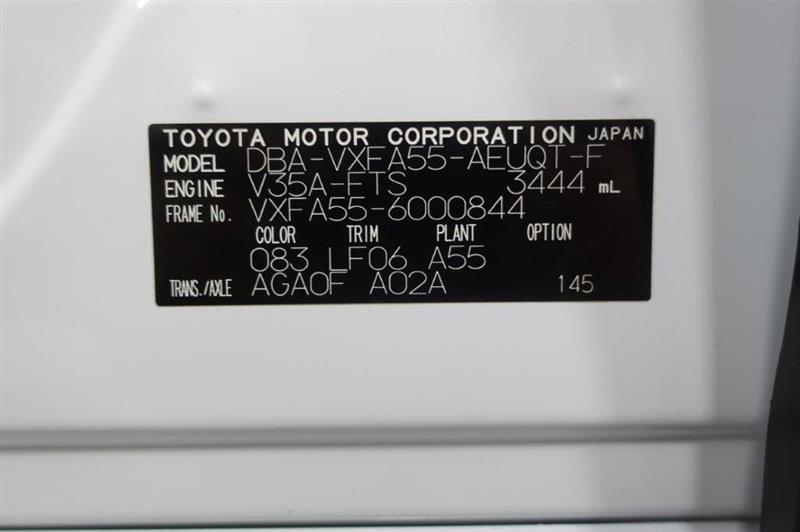 TOYOTA MOTOR CORPORATION JAPAN
MODEL DBA-VXFA55-AEUQT-F
ENGINE V35A-FTS 3444 mL
FRAME No. VXFA55-6000844
COLOR TRIM PLANT OPTION
083 LF06 A55
TRANS./AXLE AGA0F A02A 145